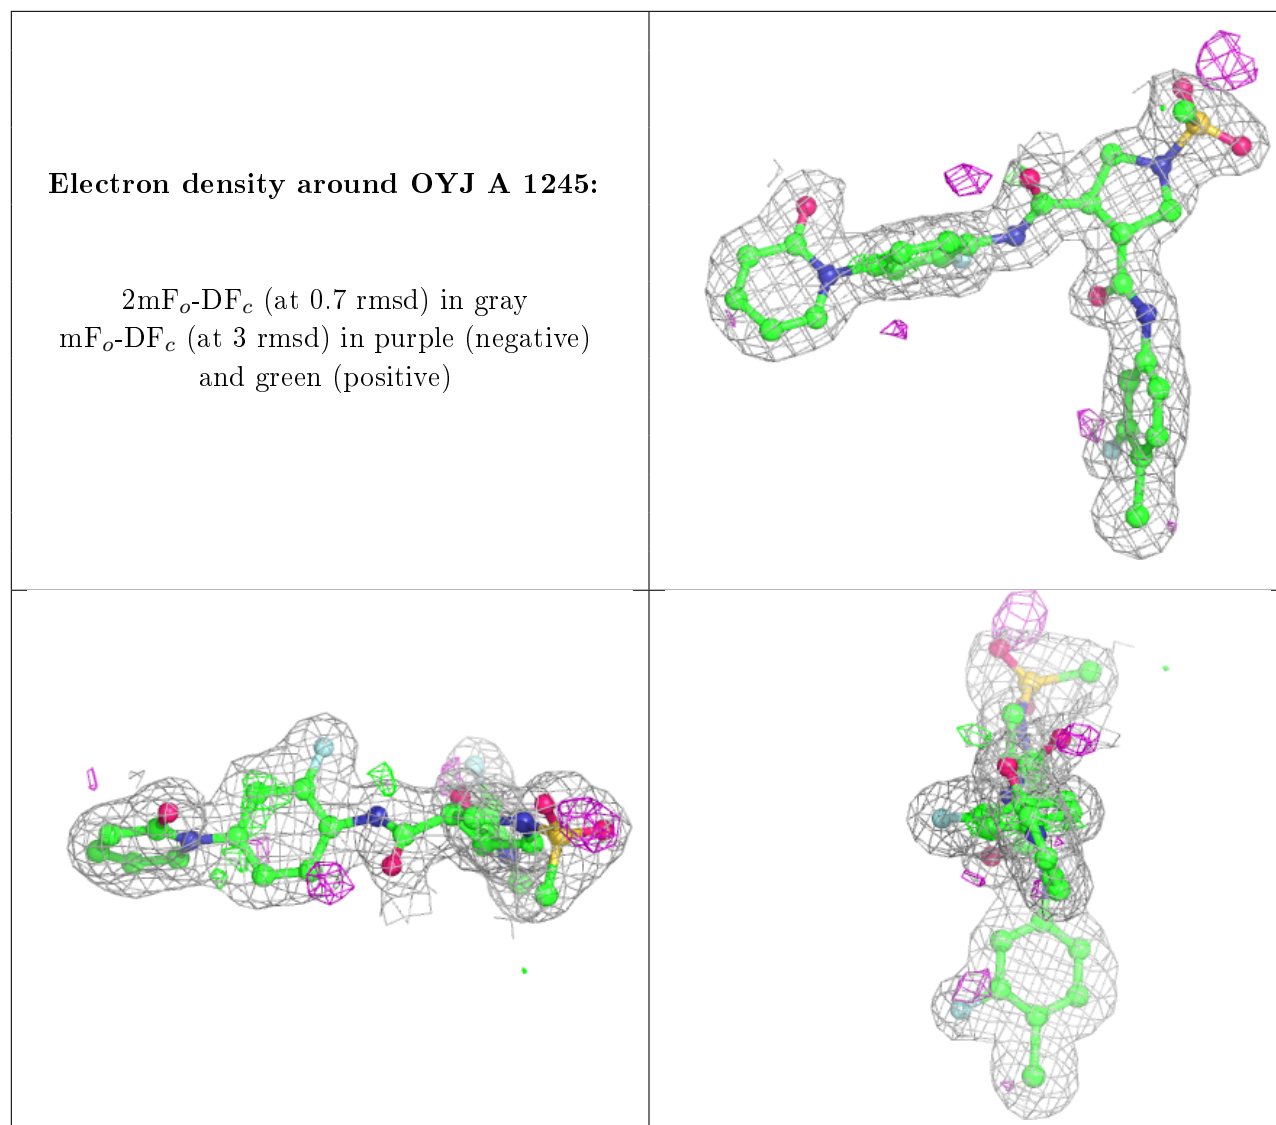 Electron density around OYJ A 1245:
2mFo-DFc (at 0.7 rmsd) in gray
mFo-DFc (at 3 rmsd) in purple (negative)
and green (positive)